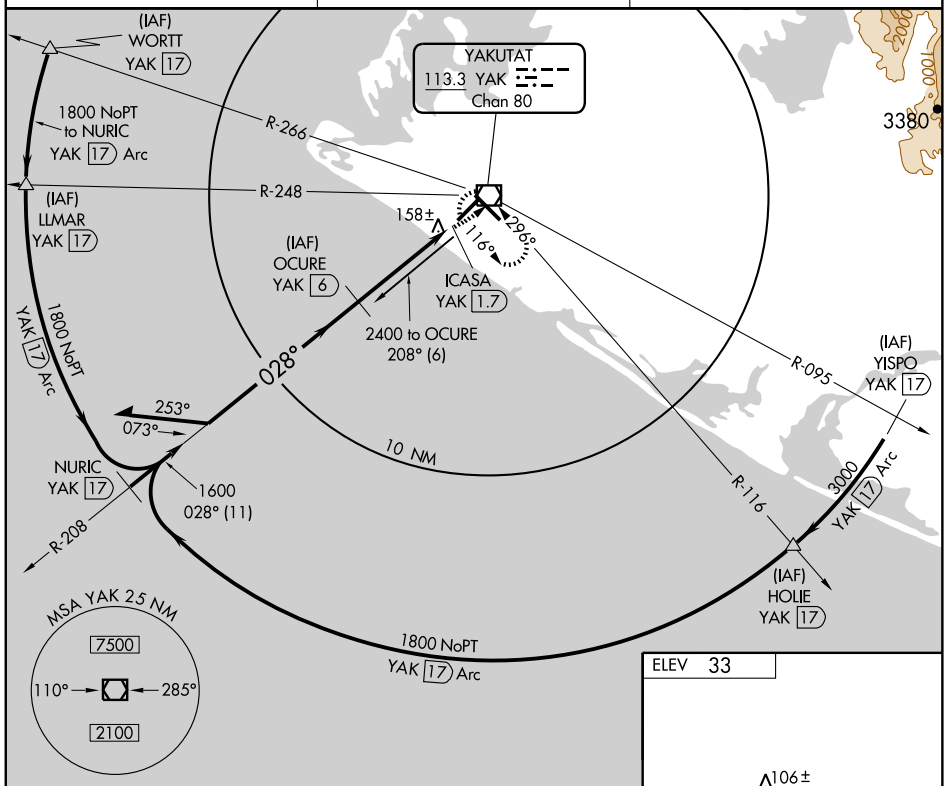 (IAF)
WORTT
YAK 17
YAKUTAT
113.3 YAK
Chan 80
2000
1000
3380
1800 NoPT
to NURIC
YAK 17 Arc
R-266
R-248
(IAF)
LLMAR
YAK 17
158±
296°
116°
(IAF)
OCURE
YAK 6
ICASA
YAK 1.7
2400 to OCURE
208° (6)
1800 NoPT
YAK 17 Arc
028°
R-095
(IAF)
YISPO
YAK 17
253°
073°
10 NM
NURIC
YAK 17
1600
028° (11)
R-208
R-116
3000
YAK 17 Arc
(IAF)
HOLIE
YAK 17
MSA YAK 25 NM
7500
110°
285°
2100
1800 NoPT
YAK 17 Arc
ELEV 33
106±